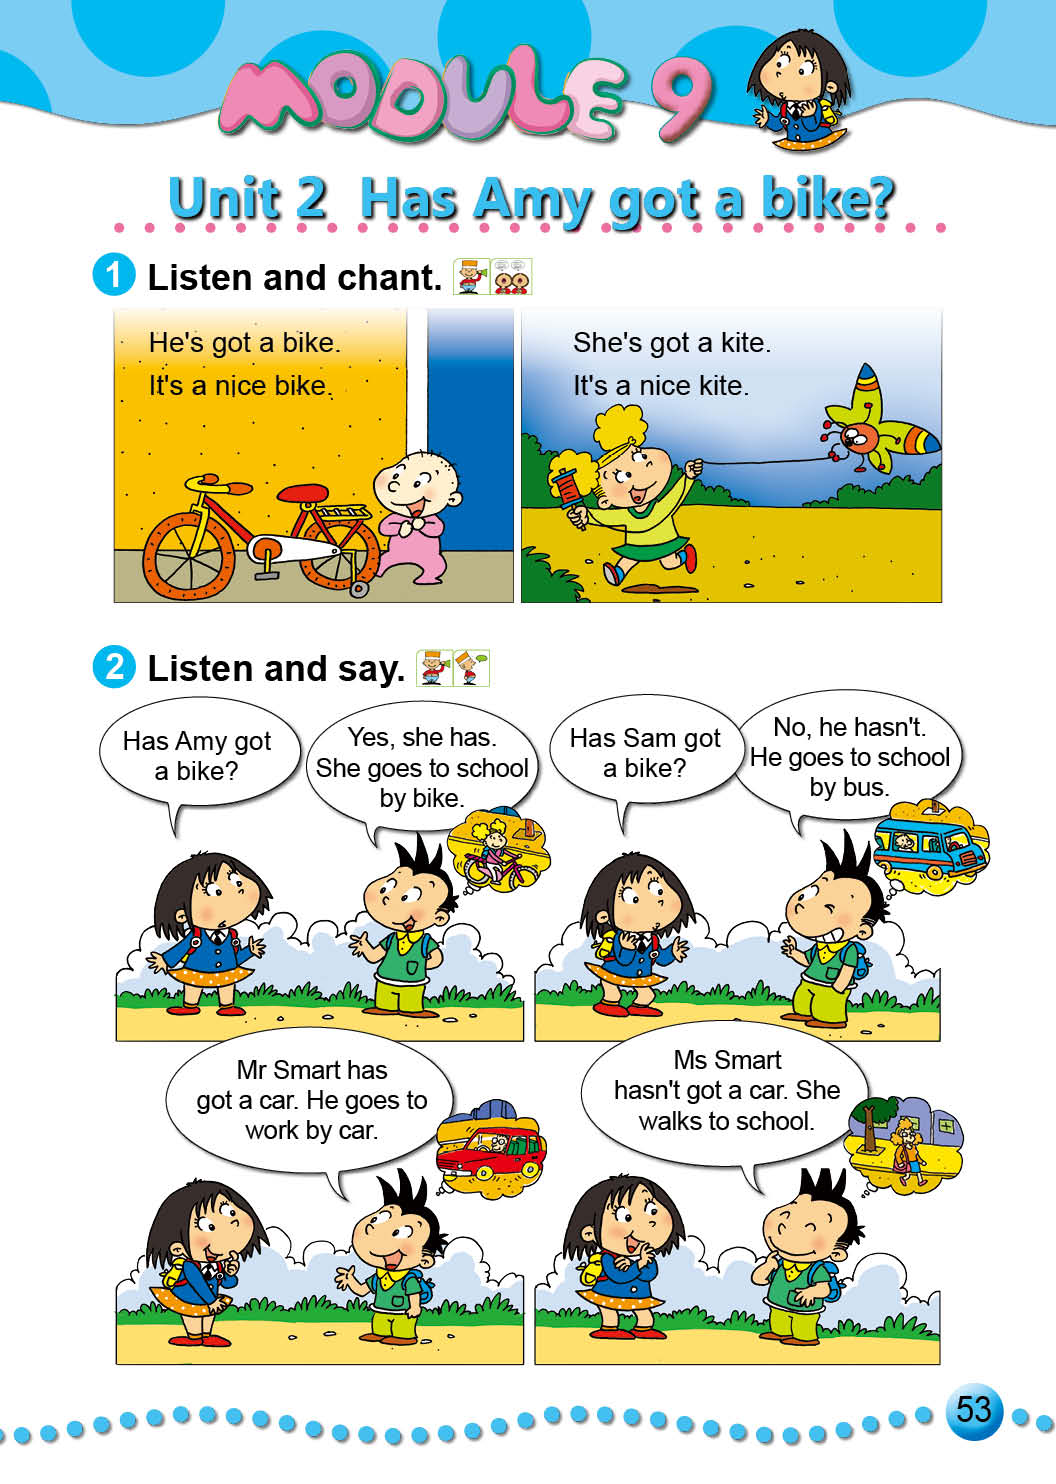 MODULE 9
Unit 2 Has Amy got a bike?
1 Listen and chant.
He's got a bike.
It's a nice bike.
She's got a kite.
It's a nice kite.
2 Listen and say.
Has Amy got
a bike?
Yes, she has.
She goes to school
by bike.
Has Sam got
a bike?
No, he hasn't.
He goes to school
by bus.
Mr Smart has
got a car. He goes to
work by car.
Ms Smart
hasn't got a car. She
walks to school.
53